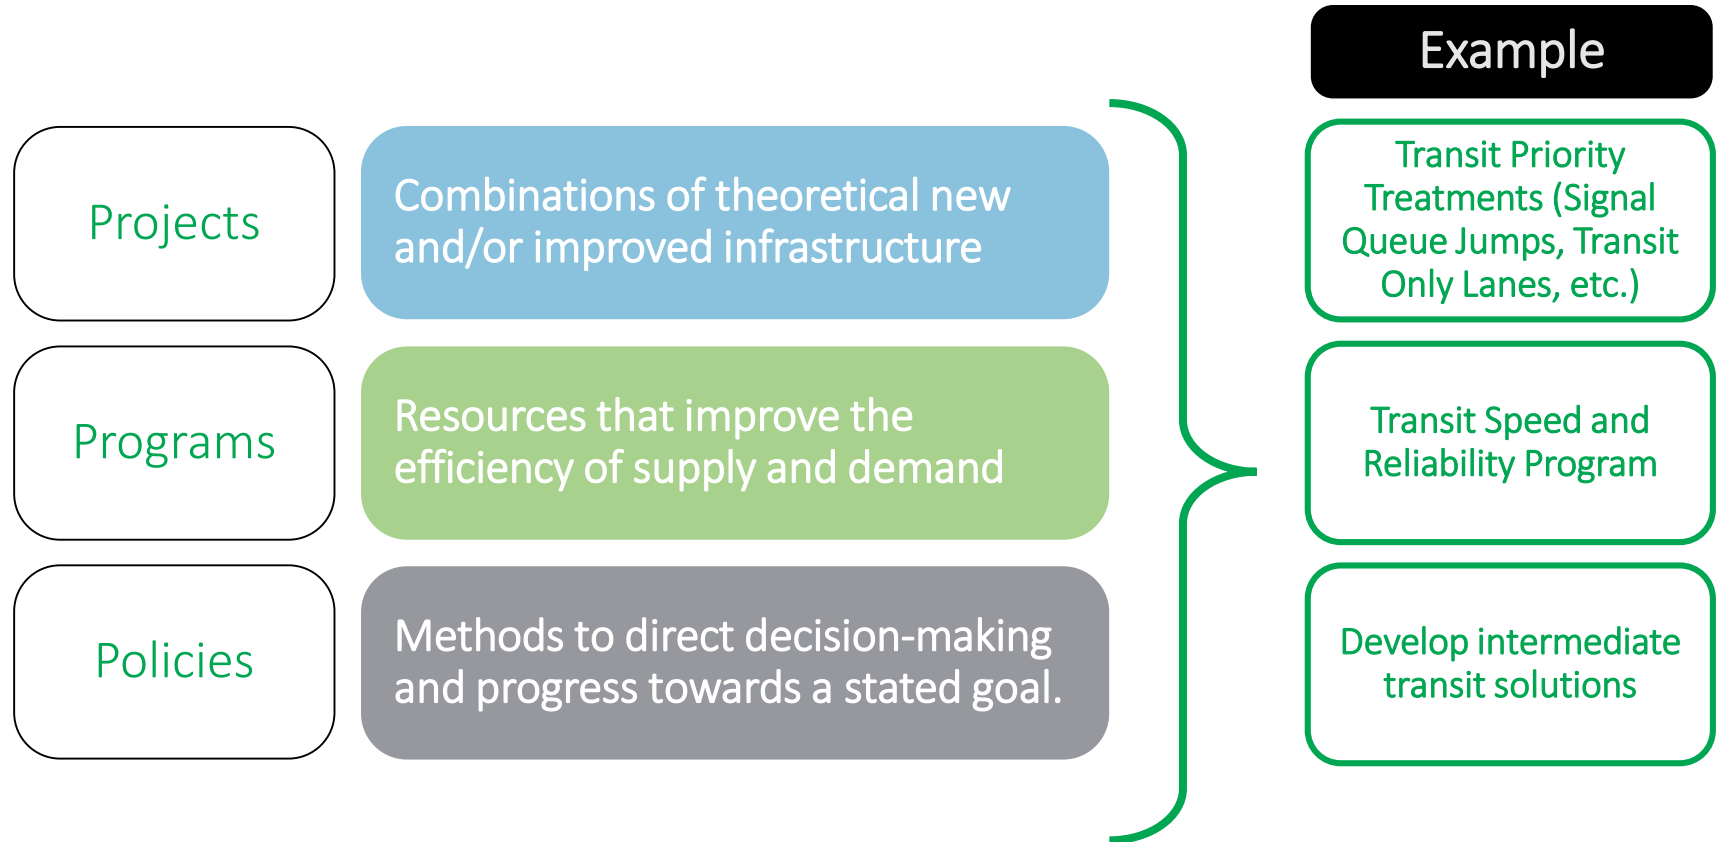 Example
Projects
Combinations of theoretical new
and/or improved infrastructure
Transit Priority
Treatments (Signal
Queue Jumps, Transit
Only Lanes, etc.)
Programs
Resources that improve the
efficiency of supply and demand
Transit Speed and
Reliability Program
Policies
Methods to direct decision-making
and progress towards a stated goal.
Develop intermediate
transit solutions